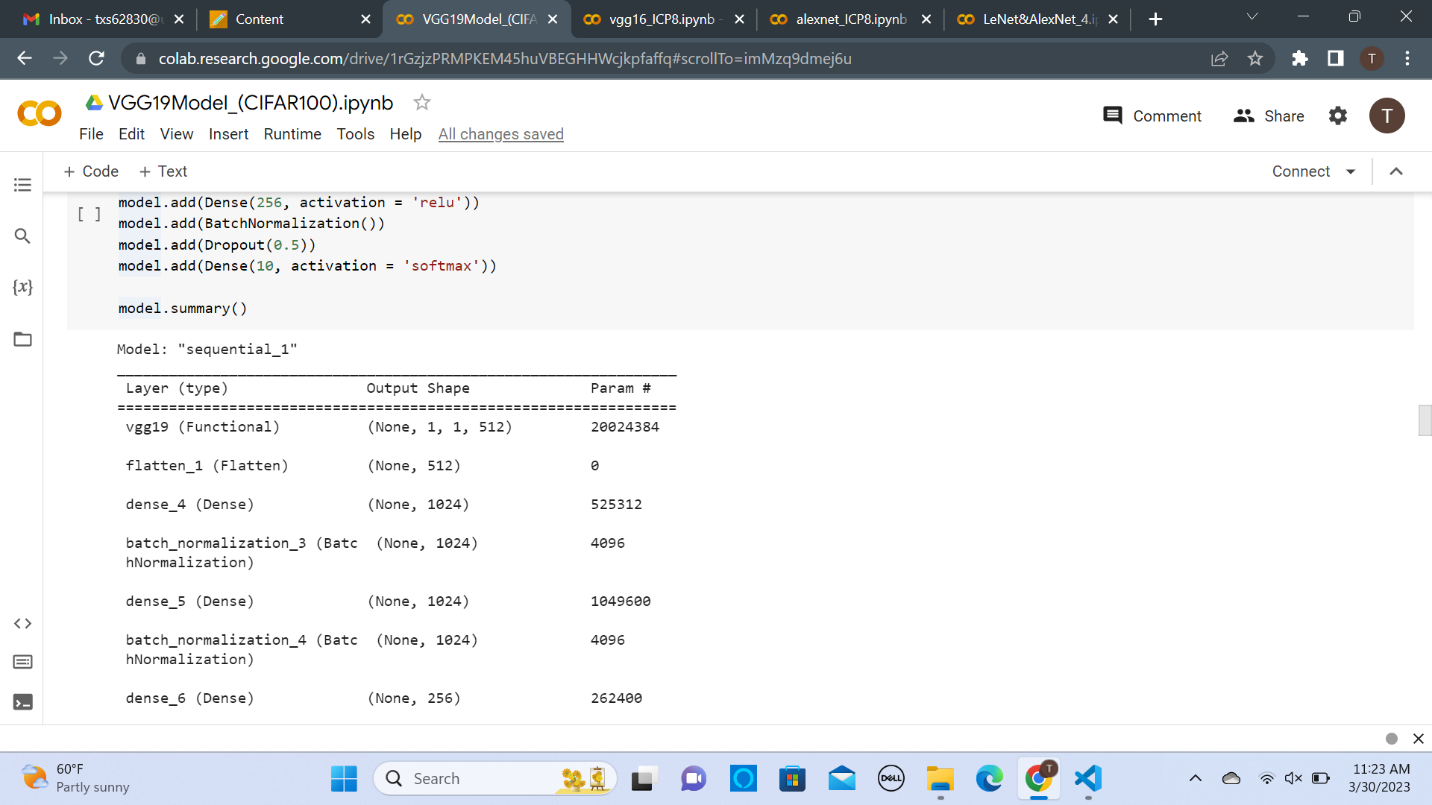 Inbox - txs62830@
Content
VGG19Model_(CIFA
vgg16_ICP8.ipynb -
alexnet_ICP8.ipynb
LeNet&AlexNet_4.i
colab.research.google.com/drive/1rGzjzPRMPKEM45huVBEGHHWcjkpfaffq#scrollTo=imMzq9dmej6u
T
VGG19Model_(CIFAR100).ipynb
Comment
Share
T
File Edit View Insert Runtime Tools Help All changes saved
+ Code + Text
Connect
[ ]
model.add(Dense(256, activation = 'relu'))
model.add(BatchNormalization())
model.add(Dropout(0.5))
model.add(Dense(10, activation = 'softmax'))
model.summary()
{x}
Model: "sequential_1"
Layer (type) Output Shape Param #
=================================================================
vgg19 (Functional) (None, 1, 1, 512) 20024384
flatten_1 (Flatten) (None, 512) 0
dense_4 (Dense) (None, 1024) 525312
batch_normalization_3 (Batc (None, 1024) 4096
hNormalization)
dense_5 (Dense) (None, 1024) 1049600
batch_normalization_4 (Batc (None, 1024) 4096
hNormalization)
dense_6 (Dense) (None, 256) 262400
60°F
Partly sunny
Search
DELL
T
11:23 AM
3/30/2023